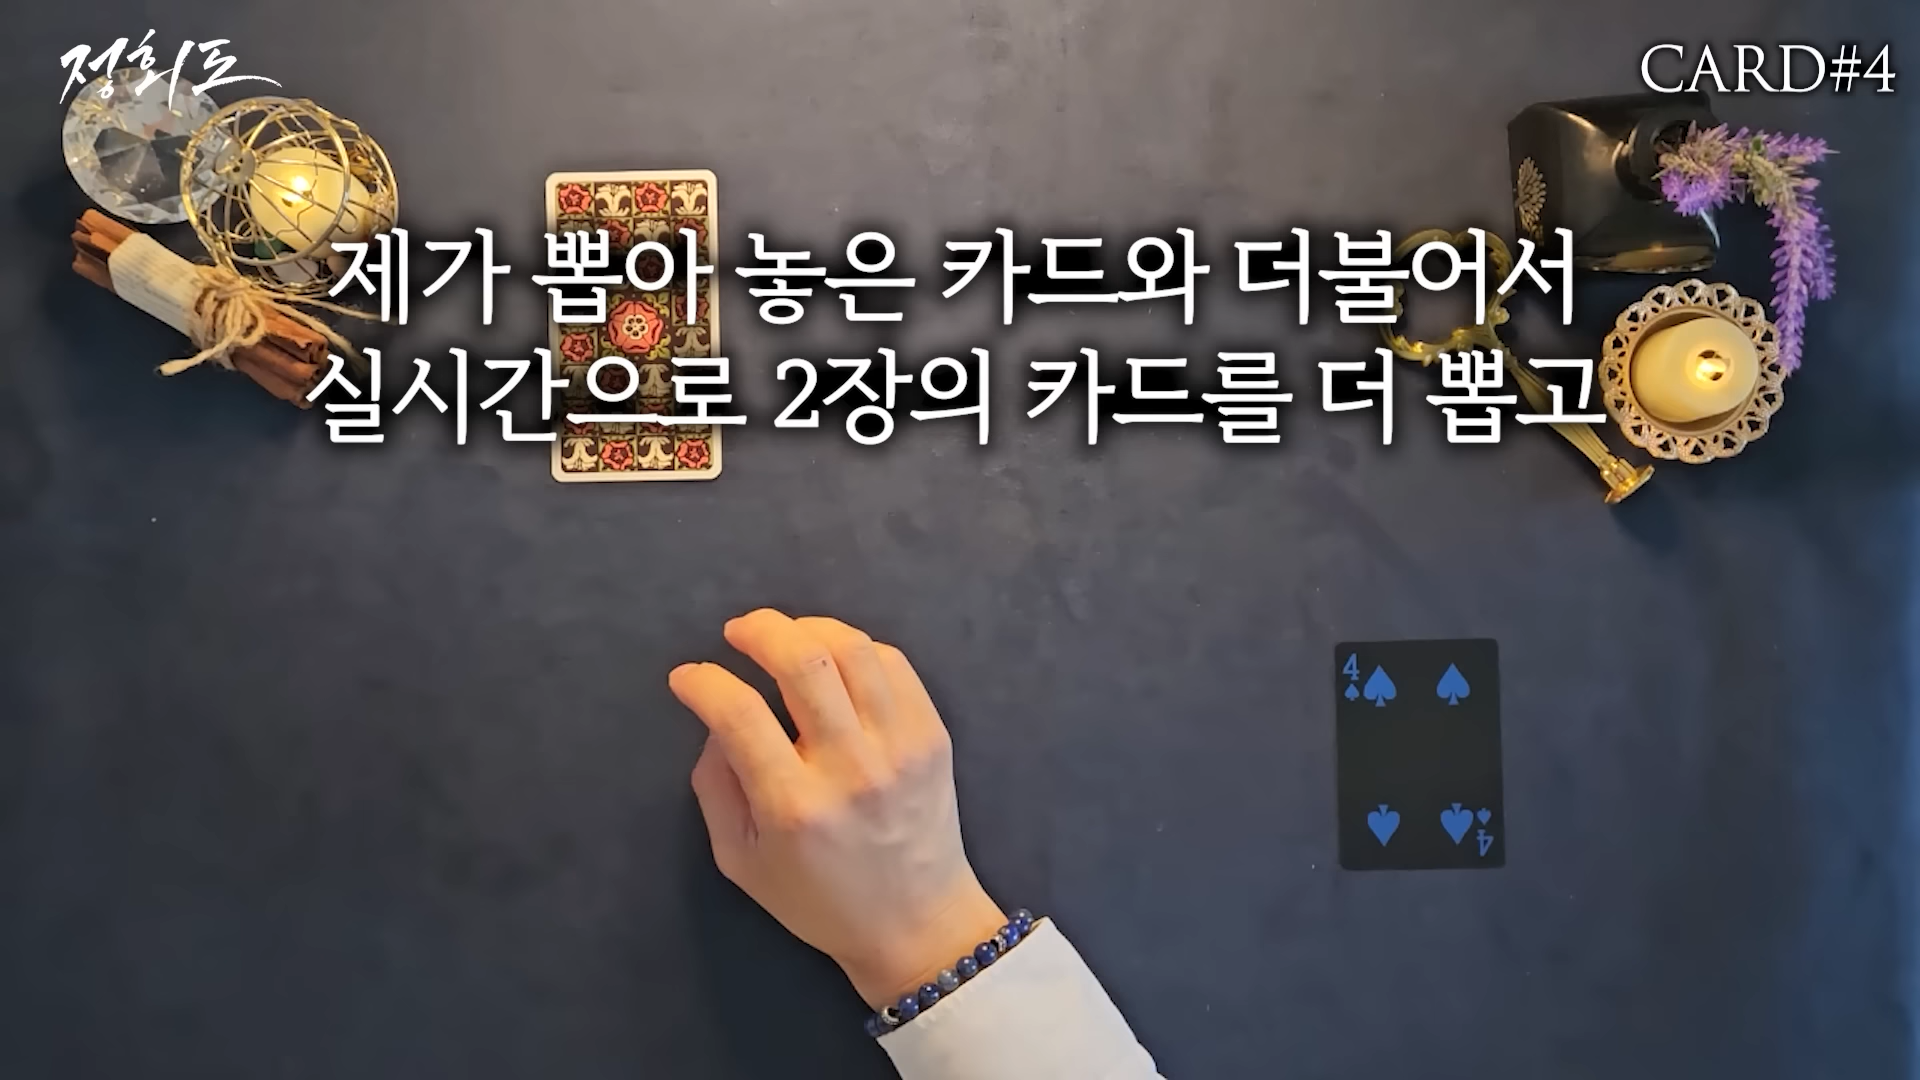 정회도
CARD#4
제가 뽑아 놓은 카드와 더불어서
실시간으로 2장의 카드를 더 뽑고
4
4